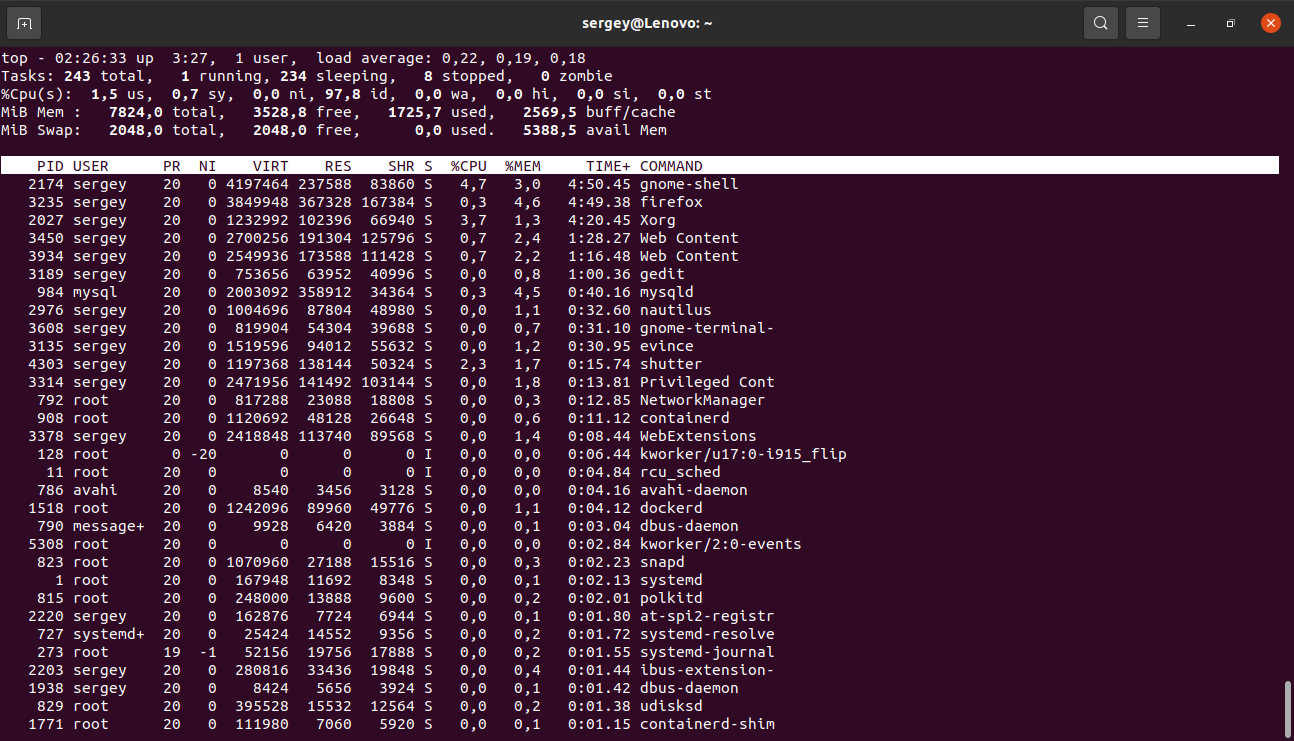 sergey@Lenovo: ~
top - 02:26:33 up  3:27,  1 user,  load average: 0,22, 0,19, 0,18
Tasks: 243 total,   1 running, 234 sleeping,   8 stopped,   0 zombie
%Cpu(s):  1,5 us,  0,7 sy,  0,0 ni, 97,8 id,  0,0 wa,  0,0 hi,  0,0 si,  0,0 st
MiB Mem :   7824,0 total,   3528,8 free,   1725,7 used,   2569,5 buff/cache
MiB Swap:   2048,0 total,   2048,0 free,      0,0 used.   5388,5 avail Mem
    PID USER      PR  NI    VIRT    RES    SHR S  %CPU  %MEM     TIME+ COMMAND
   2174 sergey    20   0 4197464 237588  83860 S   4,7   3,0   4:50.45 gnome-shell
   3235 sergey    20   0 3849948 367328 167384 S   0,3   4,6   4:49.38 firefox
   2027 sergey    20   0 1232992 102396  66940 S   3,7   1,3   4:20.45 Xorg
   3450 sergey    20   0 2700256 191304 125796 S   0,7   2,4   1:28.27 Web Content
   3934 sergey    20   0 2549936 173588 111428 S   0,7   2,2   1:16.48 Web Content
   3189 sergey    20   0  753656  63952  40996 S   0,0   0,8   1:00.36 gedit
    984 mysql     20   0 2003092 358912  34364 S   0,3   4,5   0:40.16 mysqld
   2976 sergey    20   0 1004696  87804  48980 S   0,0   1,1   0:32.60 nautilus
   3608 sergey    20   0  819904  54304  39688 S   0,0   0,7   0:31.10 gnome-terminal-
   3135 sergey    20   0 1519596  94012  55632 S   0,0   1,2   0:30.95 evince
   4303 sergey    20   0 1197368 138144  50324 S   2,3   1,7   0:15.74 shutter
   3314 sergey    20   0 2471956 141492 103144 S   0,0   1,8   0:13.81 Privileged Cont
    792 root      20   0  817288  23088  18808 S   0,0   0,3   0:12.85 NetworkManager
    908 root      20   0 1120692  48128  26648 S   0,0   0,6   0:11.12 containerd
   3378 sergey    20   0 2418848 113740  89568 S   0,0   1,4   0:08.44 WebExtensions
    128 root       0 -20       0      0      0 I   0,0   0,0   0:06.44 kworker/u17:0-i915_flip
     11 root      20   0       0      0      0 I   0,0   0,0   0:04.84 rcu_sched
    786 avahi     20   0    8540   3456   3128 S   0,0   0,0   0:04.16 avahi-daemon
   1518 root      20   0 1242096  89960  49776 S   0,0   1,1   0:04.12 dockerd
    790 message+  20   0    9928   6420   3884 S   0,0   0,1   0:03.04 dbus-daemon
   5308 root      20   0       0      0      0 I   0,0   0,0   0:02.84 kworker/2:0-events
    823 root      20   0 1070960  27188  15516 S   0,0   0,3   0:02.23 snapd
      1 root      20   0  167948  11692   8348 S   0,0   0,1   0:02.13 systemd
    815 root      20   0  248000  13888   9600 S   0,0   0,2   0:02.01 polkitd
   2220 sergey    20   0  162876   7724   6944 S   0,0   0,1   0:01.80 at-spi2-registr
    727 systemd+  20   0   25424  14552   9356 S   0,0   0,2   0:01.72 systemd-resolve
    273 root      19  -1   52156  19756  17888 S   0,0   0,2   0:01.55 systemd-journal
   2203 sergey    20   0  280816  33436  19848 S   0,0   0,4   0:01.44 ibus-extension-
   1938 sergey    20   0    8424   5656   3924 S   0,0   0,1   0:01.42 dbus-daemon
    829 root      20   0  395528  15532  12564 S   0,0   0,2   0:01.38 udisksd
   1771 root      20   0  111980   7060   5920 S   0,0   0,1   0:01.15 containerd-shim